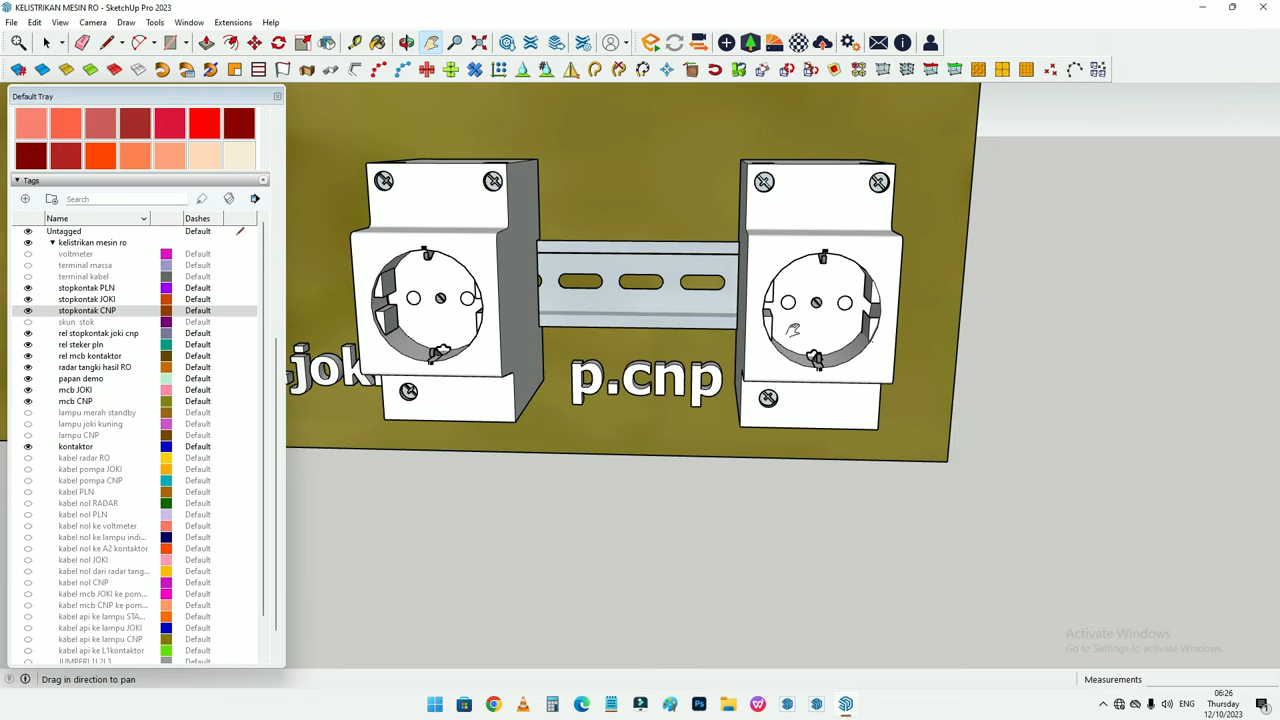 KELISTRIKAN MESIN RO - SketchUp Pro 2023
File Edit View Camera Draw Tools Window Extensions Help
Default Tray
Tags
Search
Name Dashes
Untagged Default
kelistrikan mesin ro
voltmeter Default
terminal massa Default
terminal kabel Default
stopkontak PLN Default
stopkontak JOKI Default
stopkontak CNP Default
skun stok Default
rel stopkontak joki cnp Default
rel steker pln Default
rel mcb kontaktor Default
radar tangki hasil RO Default
papan demo Default
mcb JOKI Default
mcb CNP Default
lampu merah standby Default
lampu joki kuning Default
lampu CNP Default
kontaktor Default
kabel radar RO Default
kabel pompa JOKI Default
kabel pompa CNP Default
kabel PLN Default
kabel nol RADAR Default
kabel nol PLN Default
kabel nol ke voltmeter Default
kabel nol ke lampu indi... Default
kabel nol ke A2 kontaktor Default
kabel nol JOKI Default
kabel nol dari radar tang... Default
kabel nol CNP Default
kabel mcb JOKI ke pom... Default
kabel mcb CNP ke pom... Default
kabel api ke lampu STA... Default
kabel api ke lampu JOKI Default
kabel api ke lampu CNP Default
kabel api ke L1kontaktor Default
JUMPERL1L2L3 Default
.joki
p.cnp
Activate Windows
Go to Settings to activate Windows.
Drag in direction to pan
Measurements
ENG
06:26
Thursday
12/10/2023